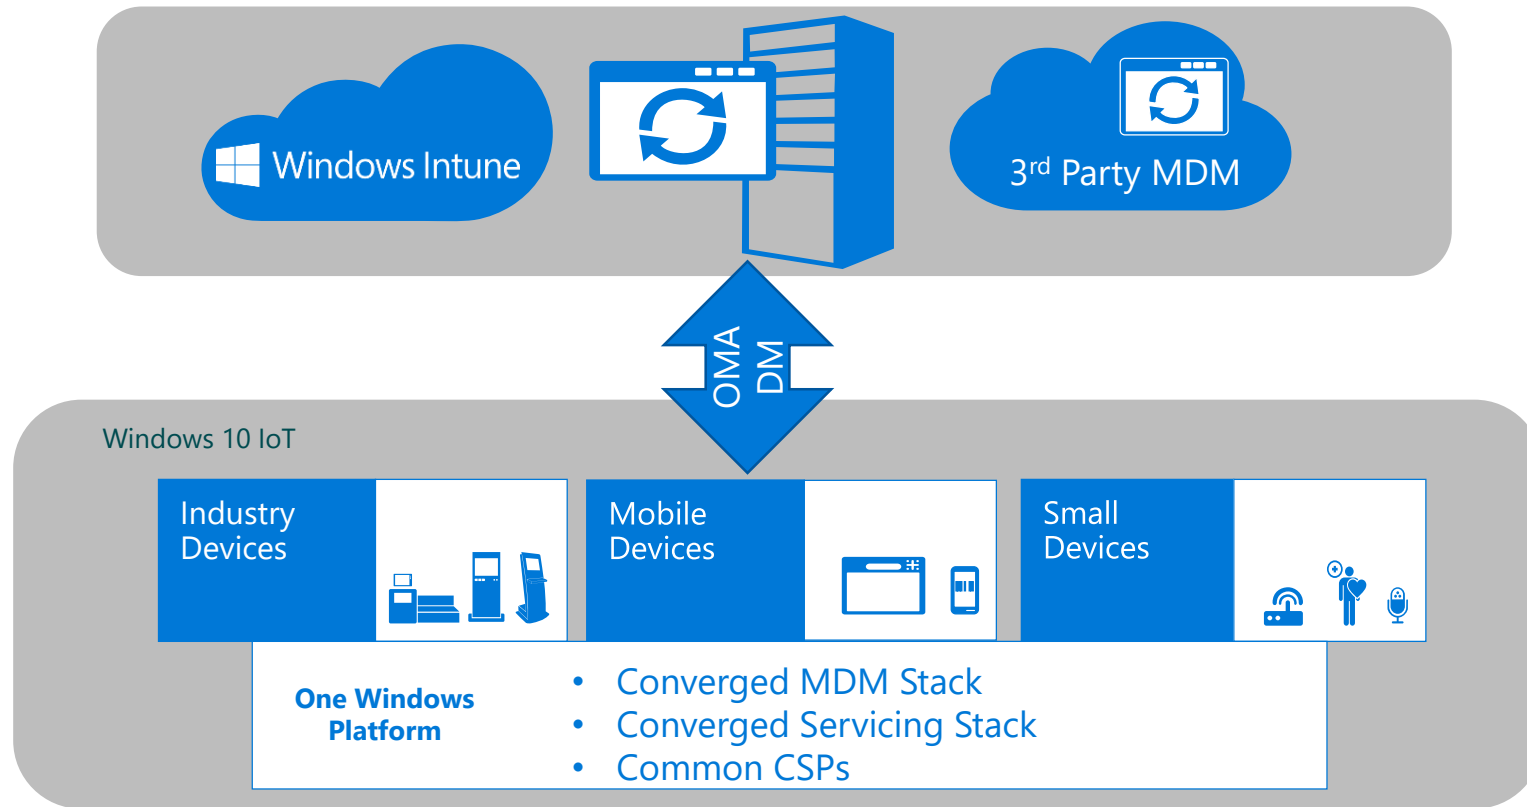 Windows Intune
3rd Party MDM
OMA
DM
Windows 10 IoT
Industry
Devices
Mobile
Devices
Small
Devices
One Windows
Platform
• Converged MDM Stack
• Converged Servicing Stack
• Common CSPs